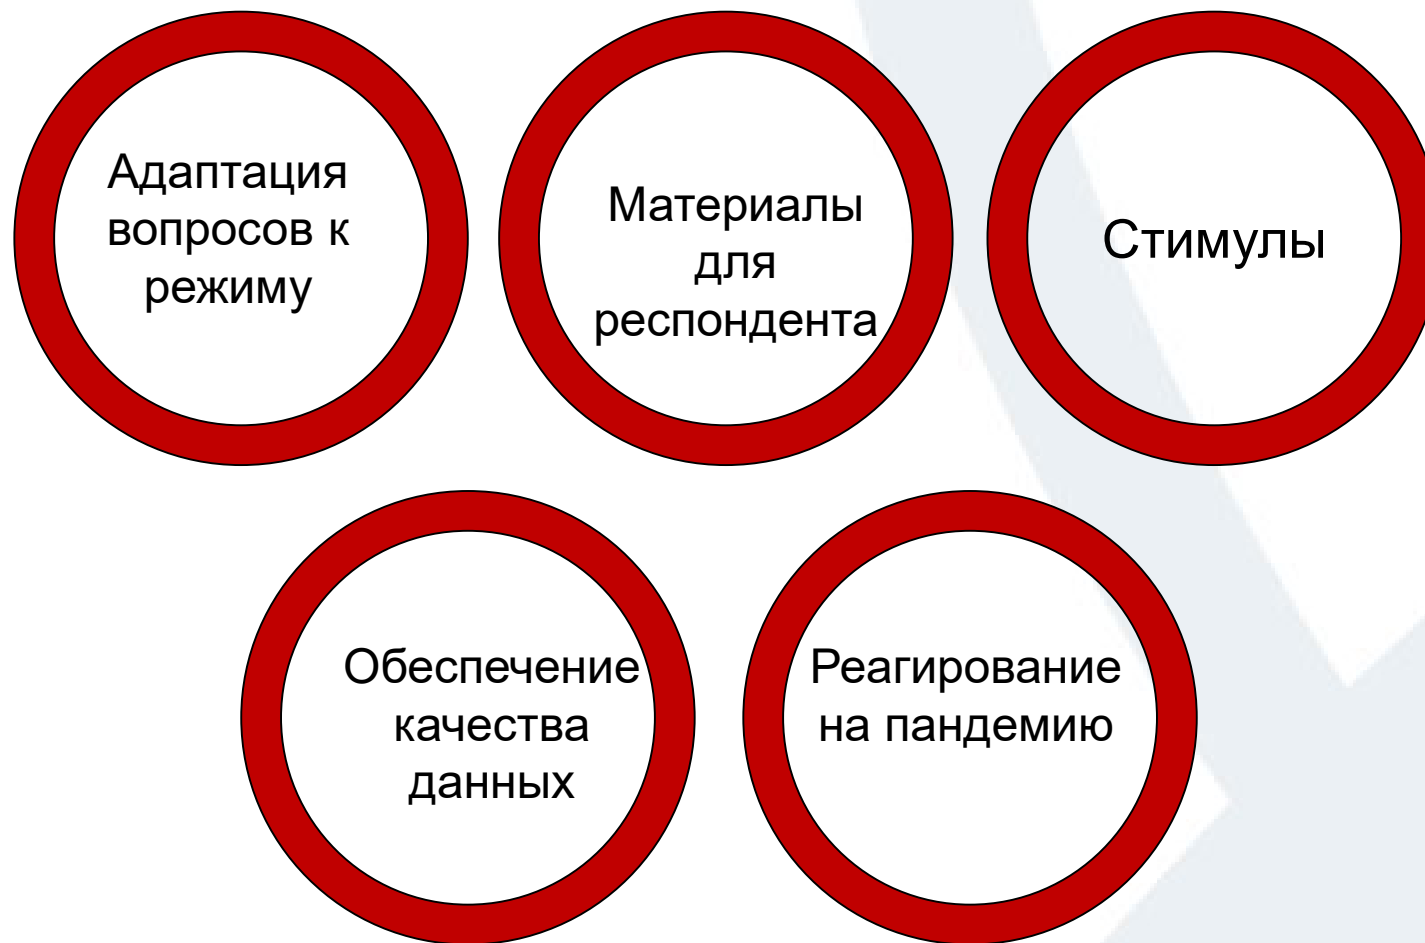 Адаптация
вопросов к
режиму
Материалы
для
респондента
Стимулы
Обеспечение
качества
данных
Реагирование
на пандемию